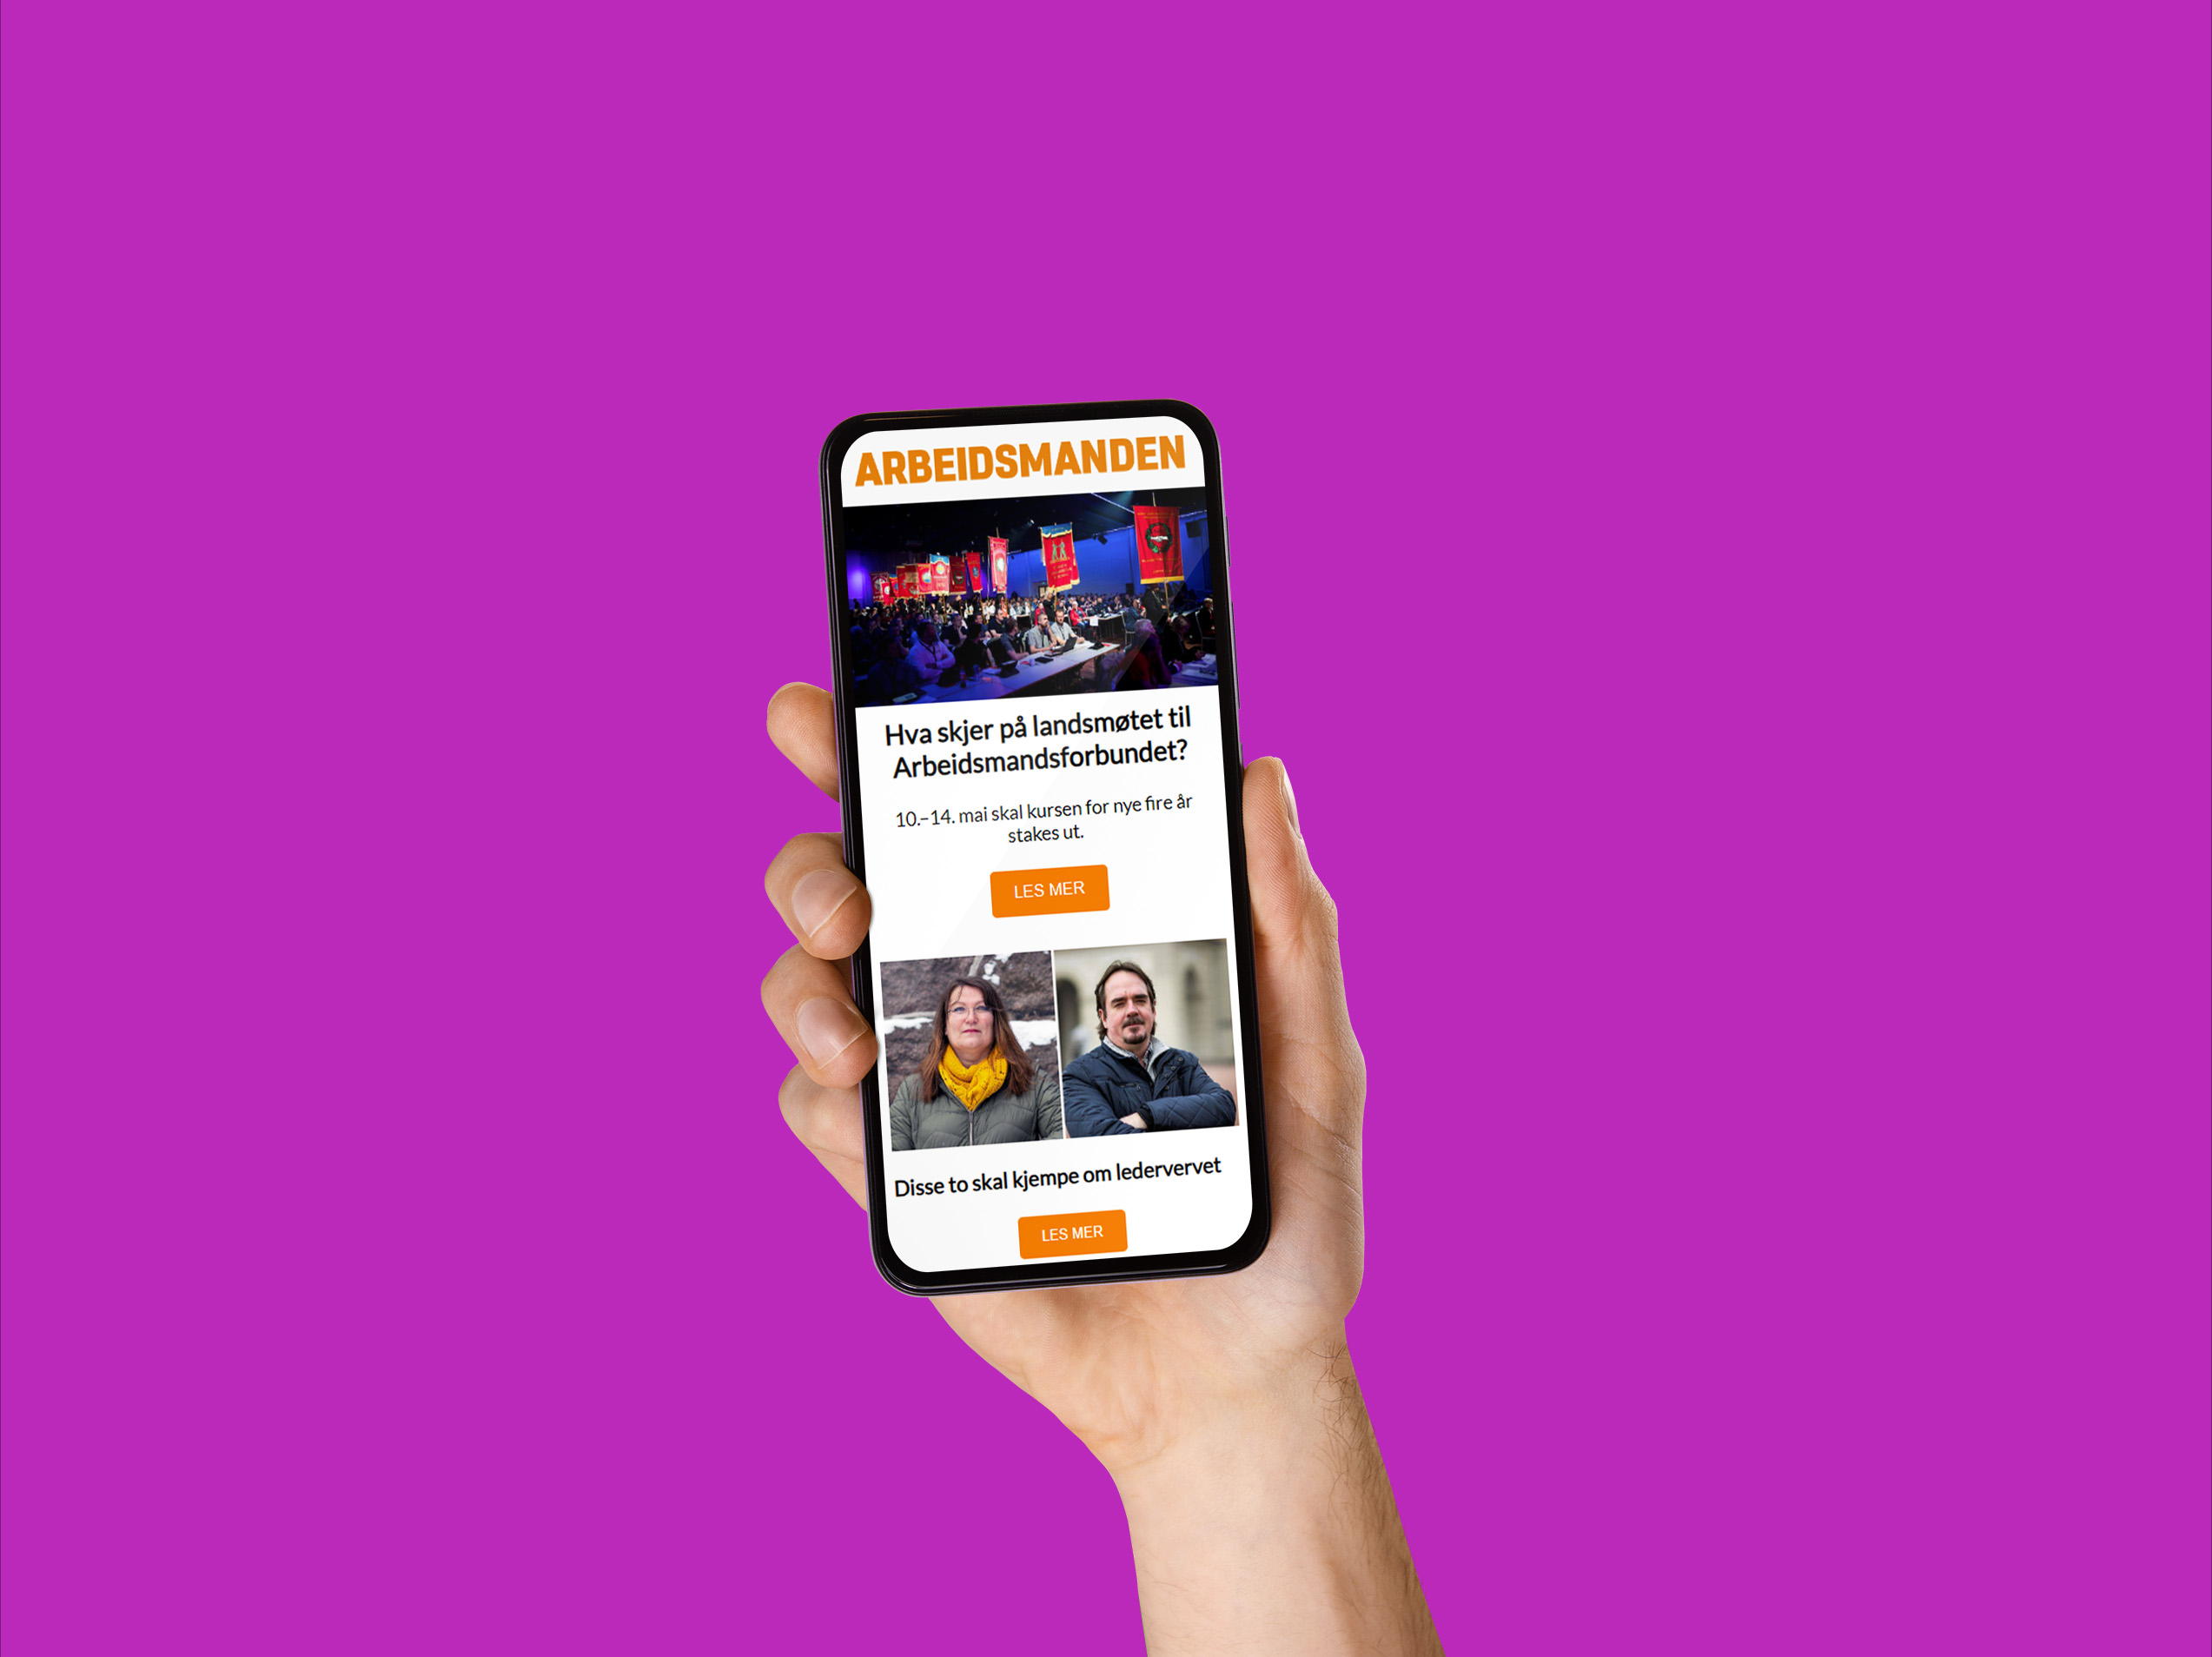 ARBEIDSMANDEN
Hva skjer på landsmøtet til
Arbeidsmandsforbundet?
10.–14. mai skal kursen for nye fire år
stakes ut.
LES MER
Disse to skal kjempe om ledervervet
LES MER